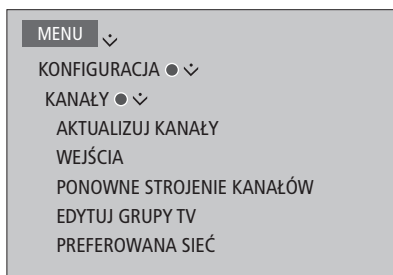 MENU
KONFIGURACJA
KANAŁY
AKTUALIZUJ KANAŁY
WEJŚCIA
PONOWNE STROJENIE KANAŁÓW
EDYTUJ GRUPY TV
PREFEROWANA SIEĆ